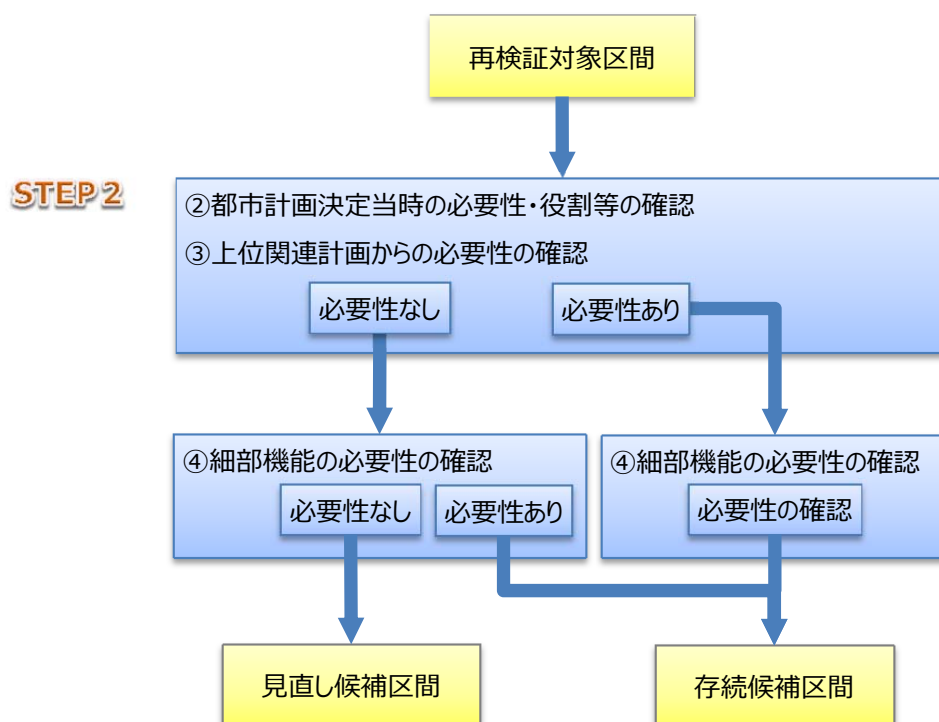 再検証対象区間
STEP 2
②都市計画決定当時の必要性・役割等の確認
③上位関連計画からの必要性の確認
必要性なし
必要性あり
④細部機能の必要性の確認
必要性なし
必要性あり
④細部機能の必要性の確認
必要性の確認
見直し候補区間
存続候補区間